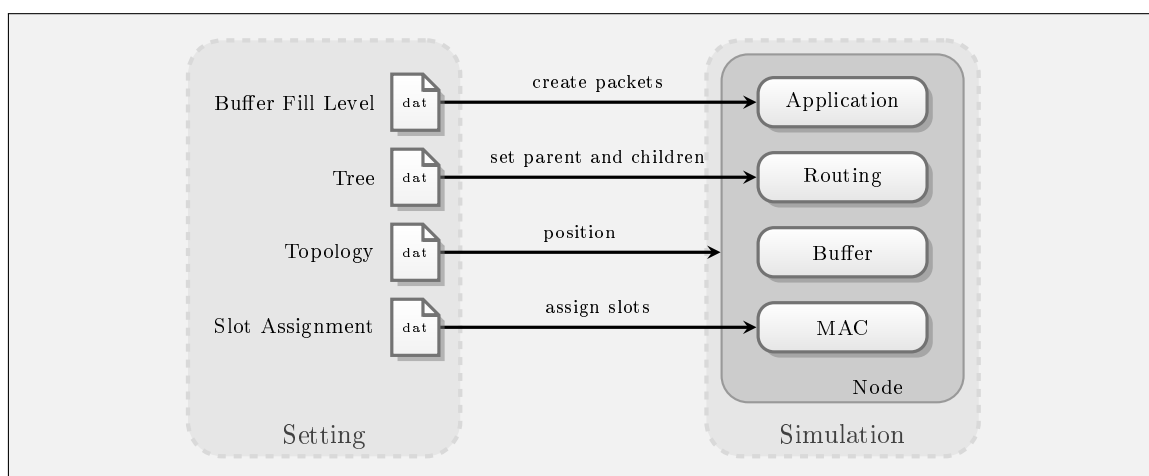 create packets
Buffer Fill Level
dat
Application
set parent and children
Tree
dat
Routing
position
Topology
dat
Buffer
assign slots
Slot Assignment
dat
MAC
Node
Setting
Simulation